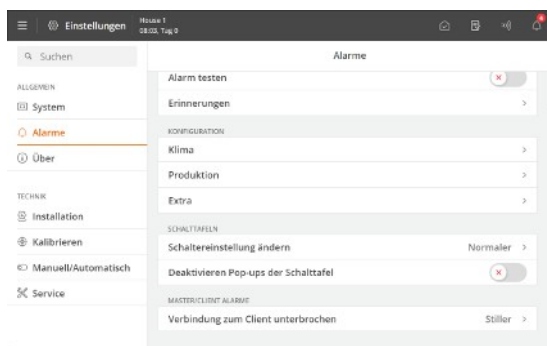 Einstellungen
House 1
08:03, Tag 0
Suchen
ALLGEMEIN
System
Alarme
Über
TECHNIK
Installation
Kalibrieren
Manuell/Automatisch
Service
Alarme
Alarm testen
Erinnerungen
KONFIGURATION
Klima
Produktion
Extra
SCHALTTAFELN
Schaltereinstellung ändern Normaler
Deaktivieren Pop-ups der Schalttafel
MASTER/CLIENT ALARME
Verbindung zum Client unterbrochen Stiller